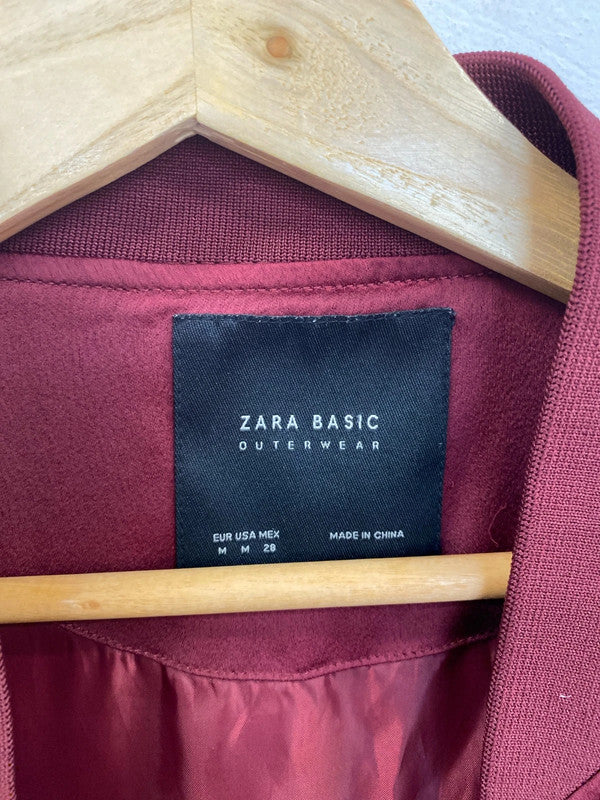 ZARA BASIC
OUTERWEAR
EUR USA MEX
M M 28
MADE IN CHINA